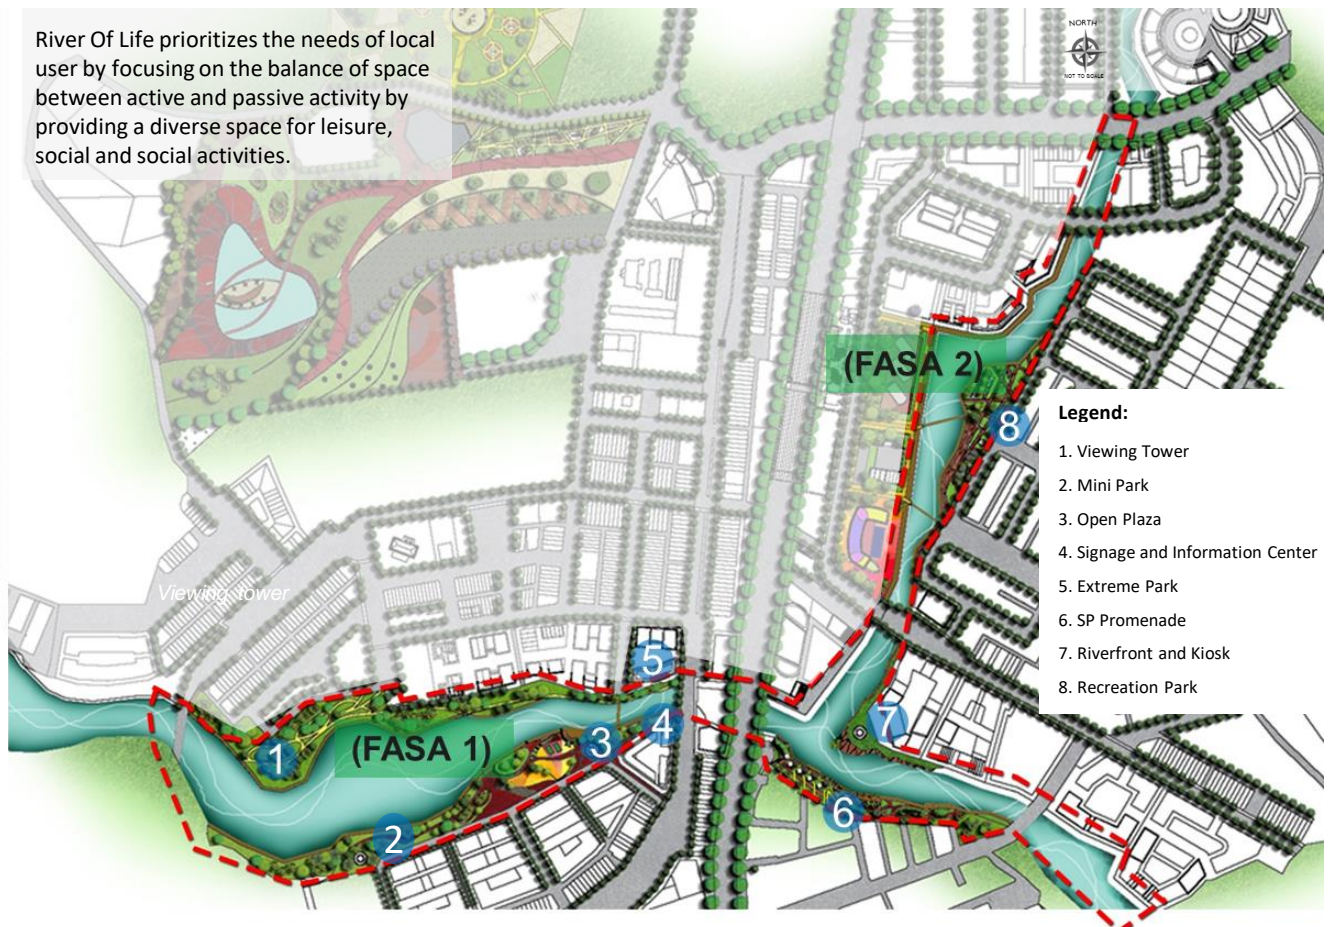 River Of Life prioritizes the needs of local
user by focusing on the balance of space
between active and passive activity by
providing a diverse space for leisure,
social and social activities.
NORTH
NOT TO SCALE
(FASA 2)
8
Legend:
1. Viewing Tower
2. Mini Park
3. Open Plaza
4. Signage and Information Center
5. Extreme Park
6. SP Promenade
7. Riverfront and Kiosk
8. Recreation Park
Viewing tower
5
4
7
3
(FASA 1)
1
6
2